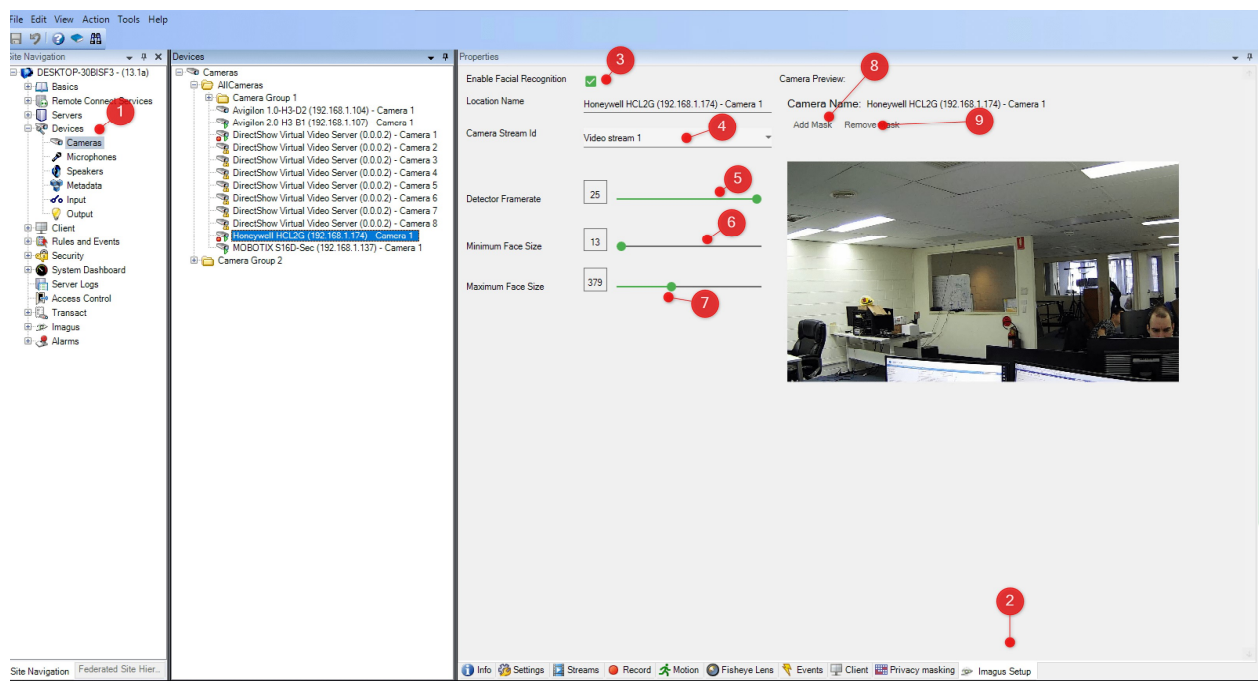 File Edit View Action Tools Help
Site Navigation
DESKTOP-30BISF3 - (13.1a)
Basics
Remote Connect Services
Servers
Devices
Cameras
Microphones
Speakers
Metadata
Input
Output
Client
Rules and Events
Security
System Dashboard
Server Logs
Access Control
Transact
Imagus
Alarms
1
Site Navigation Federated Site Hier...
Devices
Cameras
AllCameras
Camera Group 1
Avigilon 1.0-H3-D2 (192.168.1.104) - Camera 1
Avigilon 2.0 H3 B1 (192.168.1.107) Camera 1
DirectShow Virtual Video Server (0.0.0.2) - Camera 1
DirectShow Virtual Video Server (0.0.0.2) - Camera 2
DirectShow Virtual Video Server (0.0.0.2) - Camera 3
DirectShow Virtual Video Server (0.0.0.2) - Camera 4
DirectShow Virtual Video Server (0.0.0.2) - Camera 5
DirectShow Virtual Video Server (0.0.0.2) - Camera 6
DirectShow Virtual Video Server (0.0.0.2) - Camera 7
DirectShow Virtual Video Server (0.0.0.2) - Camera 8
Honeywell HCL2G (192.168.1.174) Camera 1
MOBOTIX S16D-Sec (192.168.1.137) - Camera 1
Camera Group 2
Properties
Enable Facial Recognition
3
Location Name Honeywell HCL2G (192.168.1.174) - Camera 1
Camera Stream Id Video stream 1
4
Detector Framerate 25
5
Minimum Face Size 13
6
Maximum Face Size 379
7
Camera Preview:
8
Camera Name: Honeywell HCL2G (192.168.1.174) - Camera 1
Add Mask Remove Mask
9
2
Info Settings Streams Record Motion Fisheye Lens Events Client Privacy masking Imagus Setup